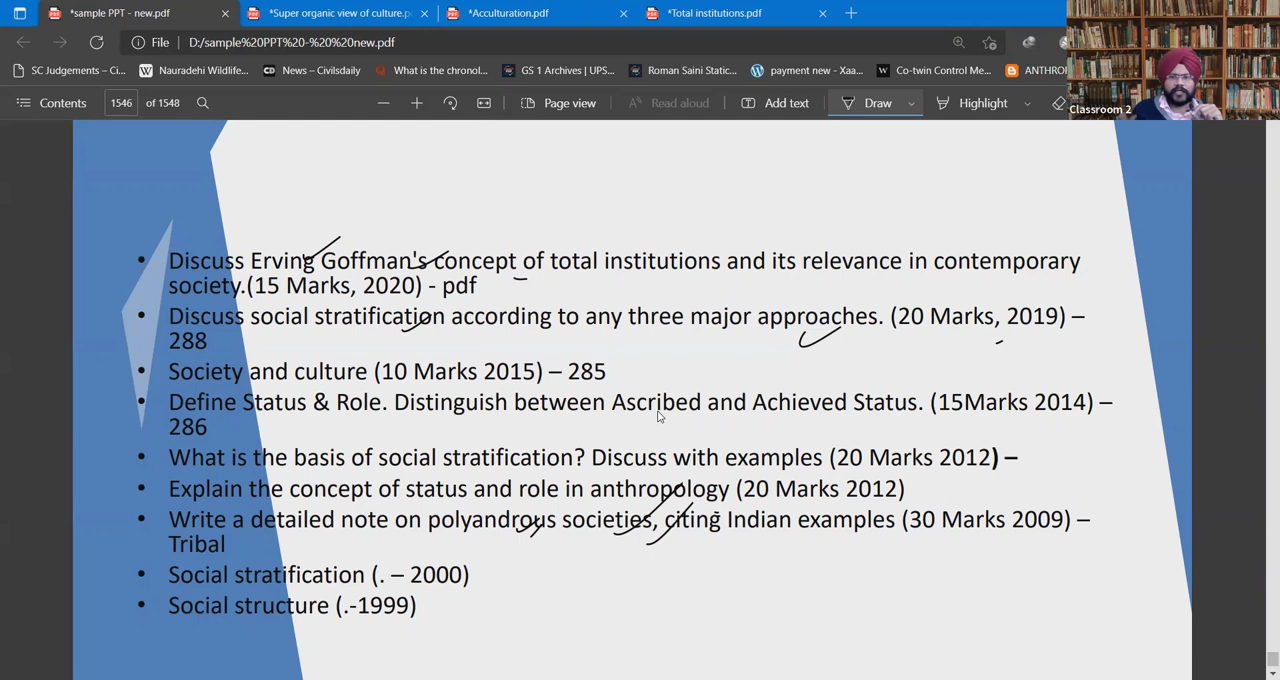 *sample PPT - new.pdf
*Super organic view of culture.p
*Acculturation.pdf
*Total institutions.pdf
File
D:/sample%20PPT%20-%20%20new.pdf
SC Judgements – Ci...
Nauradehi Wildlife...
News – Civilsdaily
What is the chronol...
GS 1 Archives | UPS...
Roman Saini Static...
payment new - Xaa...
Co-twin Control Me...
ANTHRO
Contents
1546 of 1548
Page view
Read aloud
Add text
Draw
Highlight
Classroom 2
• Discuss Erving Goffman's concept of total institutions and its relevance in contemporary
society.(15 Marks, 2020) - pdf
• Discuss social stratification according to any three major approaches. (20 Marks, 2019) –
288
• Society and culture (10 Marks 2015) – 285
• Define Status & Role. Distinguish between Ascribed and Achieved Status. (15Marks 2014) –
286
• What is the basis of social stratification? Discuss with examples (20 Marks 2012) –
• Explain the concept of status and role in anthropology (20 Marks 2012)
• Write a detailed note on polyandrous societies, citing Indian examples (30 Marks 2009) –
Tribal
• Social stratification (. – 2000)
• Social structure (.-1999)